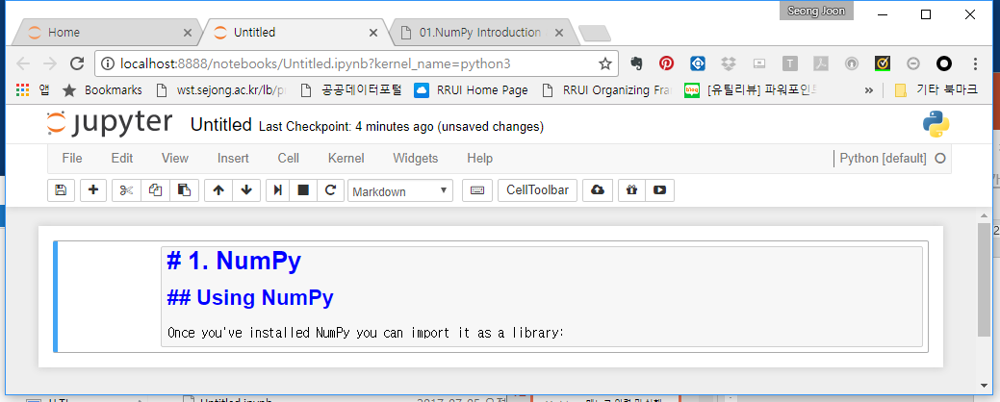 Seong Joon
Home
Untitled
01.NumPy Introduction
localhost:8888/notebooks/Untitled.ipynb?kernel_name=python3
앱 Bookmarks wst.sejong.ac.kr/lb/p 공공데이터포털 RRUI Home Page RRUI Organizing Fra blog [유틸리뷰] 파워포인 » 기타 북마크
jupyter Untitled Last Checkpoint: 4 minutes ago (unsaved changes)
File Edit View Insert Cell Kernel Widgets Help Python [default]
Markdown CellToolbar
# 1. NumPy
## Using NumPy
Once you've installed NumPy you can import it as a library:
Untitled.ipynb